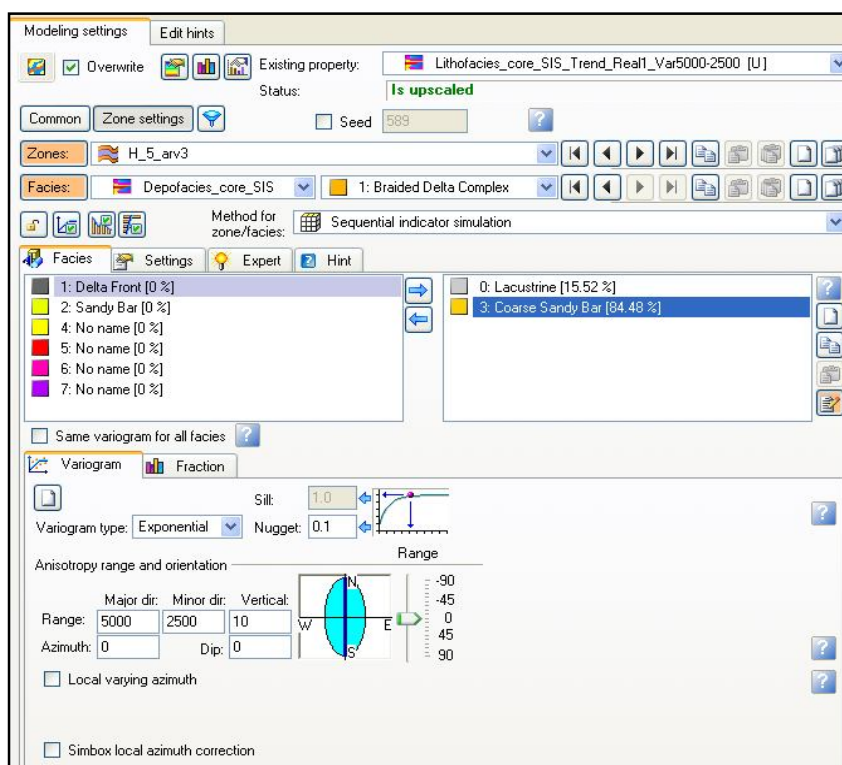 Modeling settings Edit hints
Overwrite Existing property: Lithofacies_core_SIS_Trend_Real1_Var5000-2500 [U]
Status: Is upscaled
Common Zone settings Seed 589 ?
Zones: H_5_arv3
Facies: Depofacies_core_SIS 1: Braided Delta Complex
Method for
zone/facies: Sequential indicator simulation
Facies Settings Expert ? Hint
1: Delta Front [0 %] 0: Lacustrine [15.52 %] ?
2: Sandy Bar [0 %] 3: Coarse Sandy Bar [84.48 %]
4: No name [0 %]
5: No name [0 %]
6: No name [0 %]
7: No name [0 %]
Same variogram for all facies ?
Variogram Fraction
Sill: 1.0
Variogram type: Exponential Nugget: 0.1 ?
Range
Anisotropy range and orientation
N -90
Major dir: Minor dir: Vertical: -45
Range: 5000 2500 10 W E 0
45
Azimuth: 0 Dip: 0 S 90 ?
Local varying azimuth ?
Simbox local azimuth correction